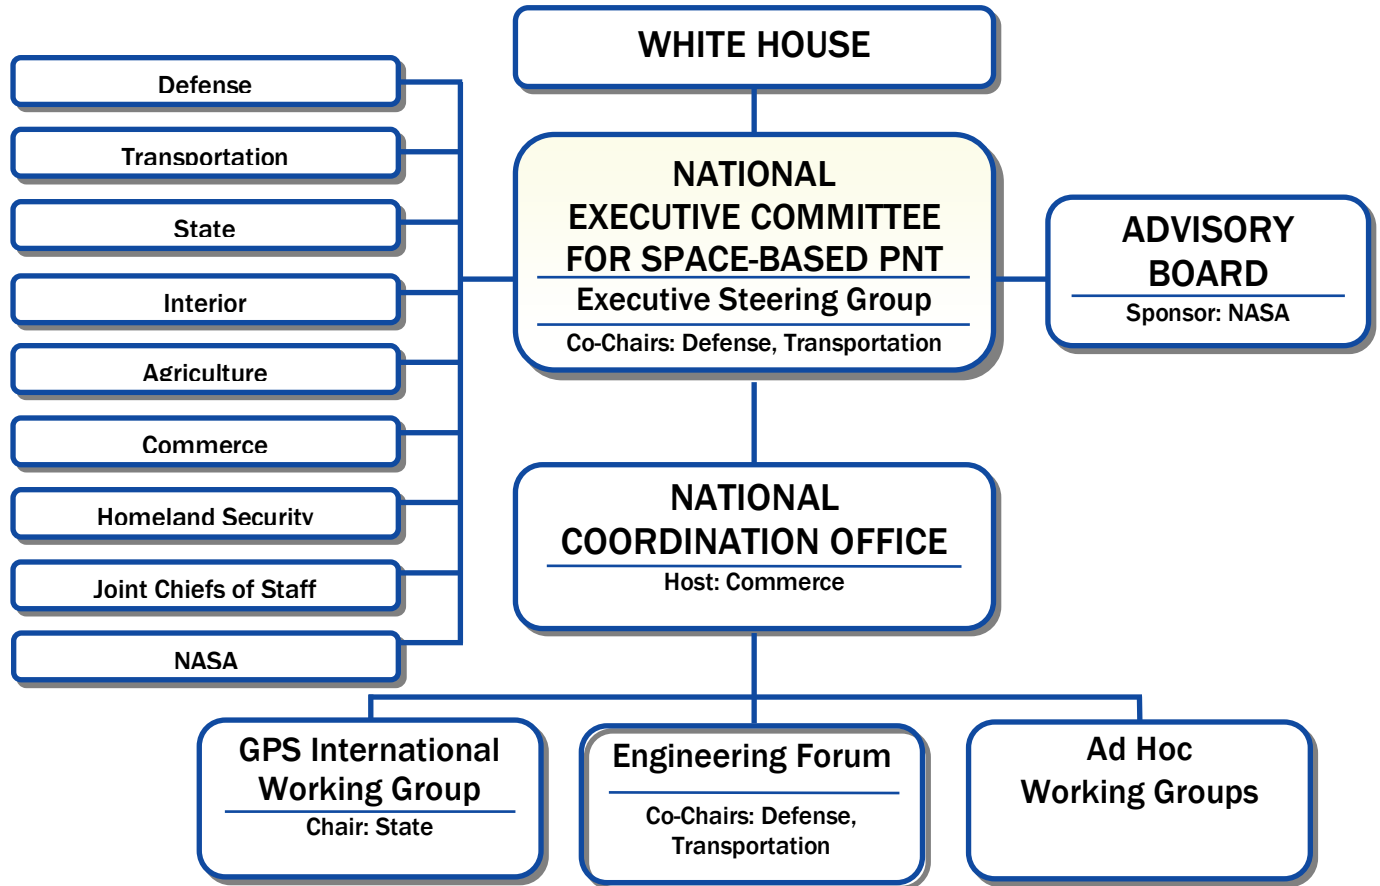 WHITE HOUSE
Defense
Transportation
State
Interior
Agriculture
Commerce
Homeland Security
Joint Chiefs of Staff
NASA
NATIONAL
EXECUTIVE COMMITTEE
FOR SPACE-BASED PNT
Executive Steering Group
Co-Chairs: Defense, Transportation
ADVISORY
BOARD
Sponsor: NASA
NATIONAL
COORDINATION OFFICE
Host: Commerce
GPS International
Working Group
Chair: State
Engineering Forum
Co-Chairs: Defense,
Transportation
Ad Hoc
Working Groups